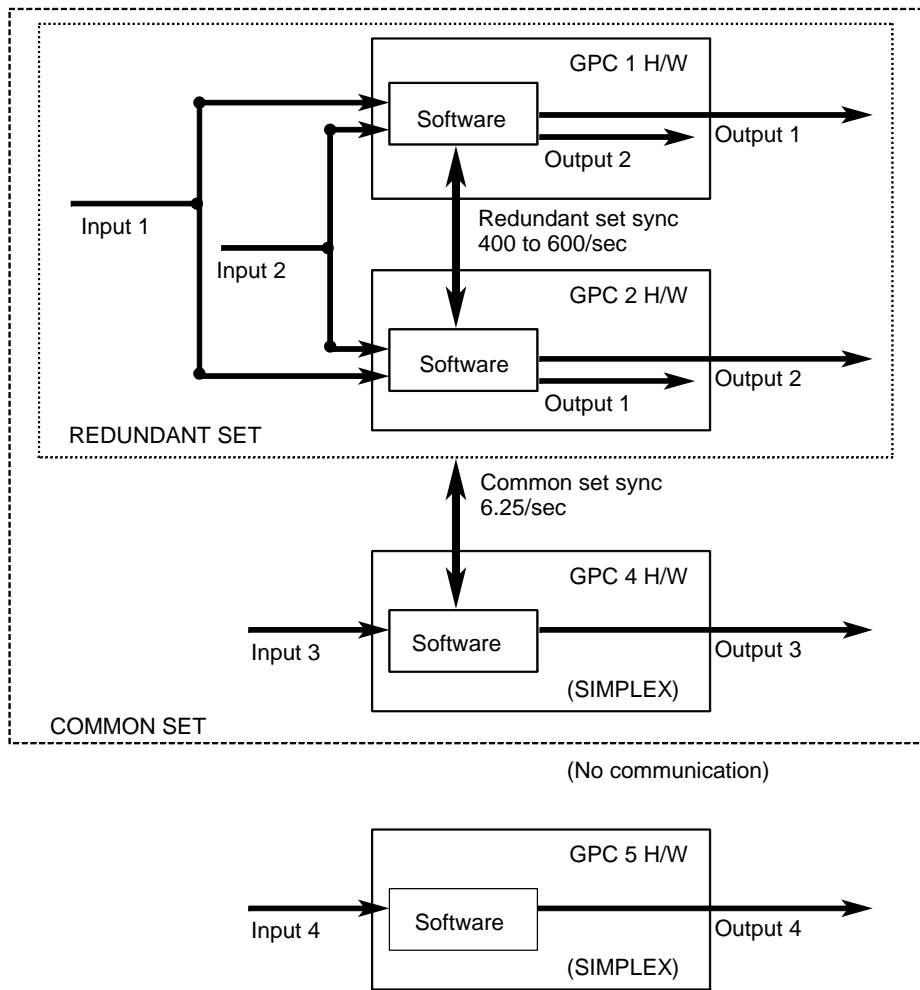 GPC 1 H/W
Software
Output 1
Output 2
Input 1
Redundant set sync
400 to 600/sec
Input 2
GPC 2 H/W
Software
Output 2
Output 1
REDUNDANT SET
Common set sync
6.25/sec
GPC 4 H/W
Software
Input 3
Output 3
(SIMPLEX)
COMMON SET
(No communication)
GPC 5 H/W
Software
Input 4
Output 4
(SIMPLEX)